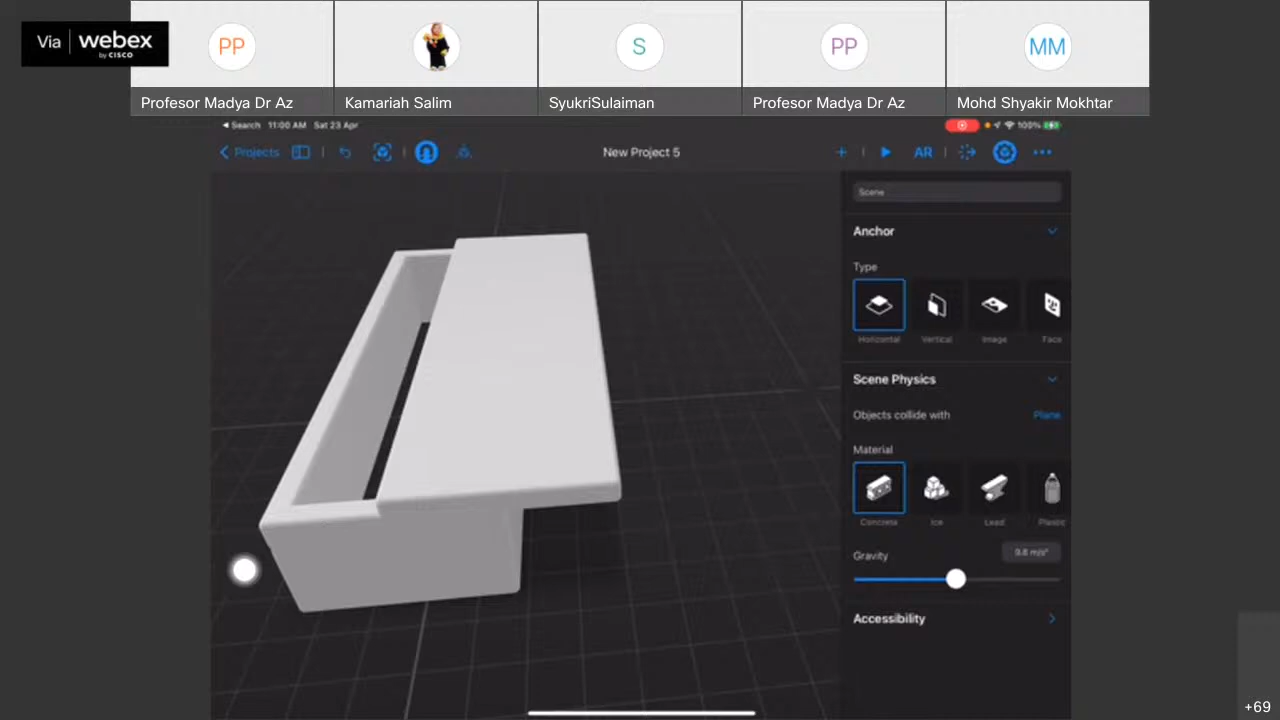 Via webex
by CISCO
PP
S
PP
MM
Profesor Madya Dr Az
Kamariah Salim
SyukriSulaiman
Profesor Madya Dr Az
Mohd Shyakir Mokhtar
Search 11:00 AM Sat 23 Apr
100%
Projects
New Project 5
AR
Scene
Anchor
Type
Horizontal
Vertical
Image
Face
Scene Physics
Objects collide with Plane
Material
Concrete
Ice
Lead
Plastic
Gravity 9.8 m/s²
Accessibility
+69